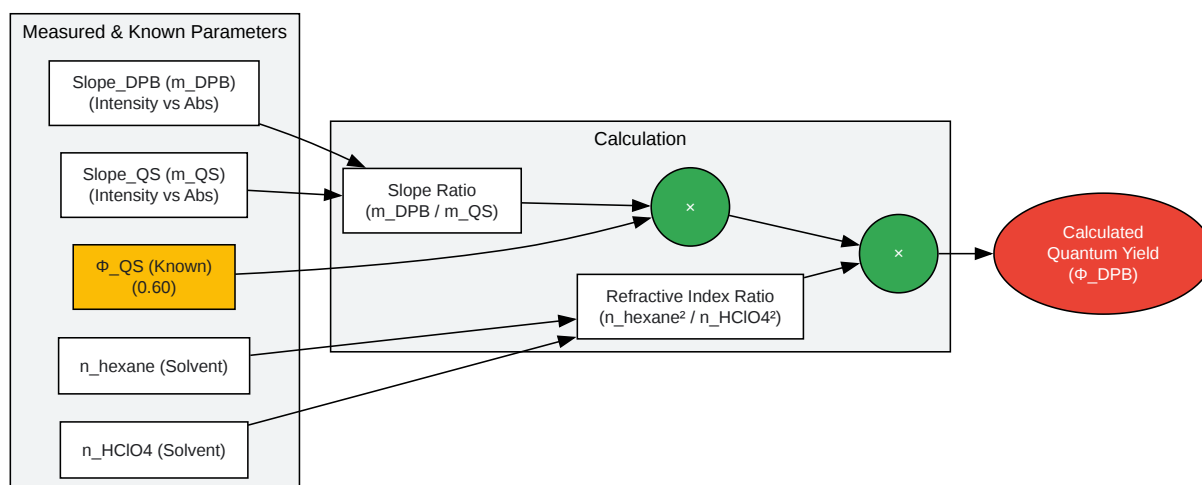 Measured & Known Parameters
Slope_DPB (m_DPB)
(Intensity vs Abs)
Slope_QS (m_QS)
(Intensity vs Abs)
Φ_QS (Known)
(0.60)
n_hexane (Solvent)
n_HClO4 (Solvent)
Calculation
Slope Ratio
(m_DPB / m_QS)
×
Refractive Index Ratio
(n_hexane² / n_HClO4²)
×
Calculated
Quantum Yield
(Φ_DPB)